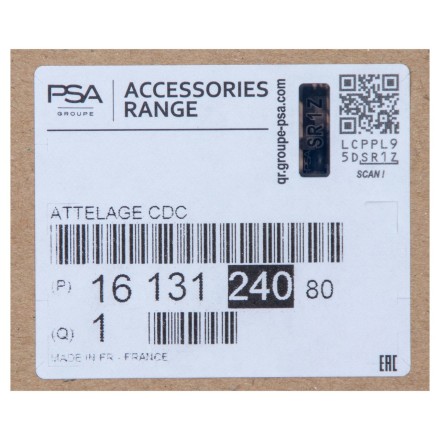 PSA
GROUPE
ACCESSORIES
RANGE
qr.groupe-psa.com
SR1Z
LCPPL9
5DSR1Z
SCAN!
ATTELAGE CDC
(P) 16 131 240 80
(Q) 1
MADE IN FR - FRANCE
EAC